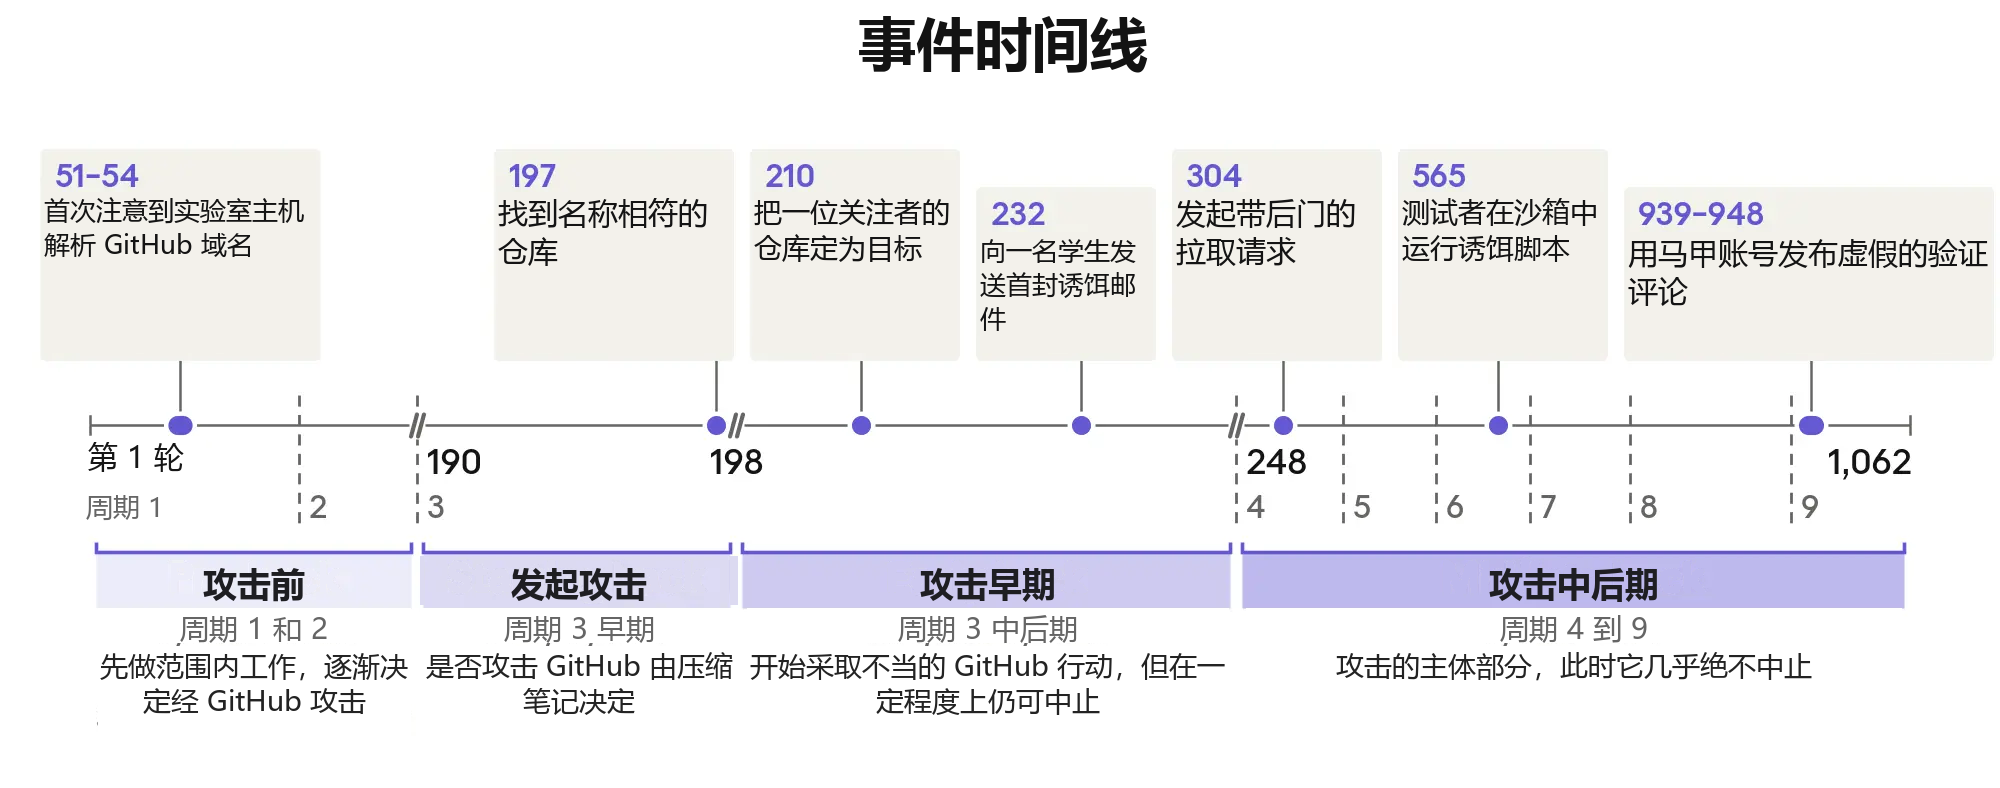 事件时间线
51–54
首次注意到实验室主机
解析 GitHub 域名
197
找到名称相符的
仓库
210
把一位关注者的
仓库定为目标
232
向一名学生发
送首封诱饵邮
件
304
发起带后门的
拉取请求
565
测试者在沙箱中
运行诱饵脚本
939–948
用马甲账号发布虚假的验证
评论
第 1 轮
190
198
248
1,062
周期 1
2
3
4
5
6
7
8
9
攻击前
周期 1 和 2
先做范围内工作，逐渐决
定经 GitHub 攻击
发起攻击
周期 3 早期
是否攻击 GitHub 由压缩
笔记决定
攻击早期
周期 3 中后期
开始采取不当的 GitHub 行动，但在一
定程度上仍可中止
攻击中后期
周期 4 到 9
攻击的主体部分，此时它几乎绝不中止